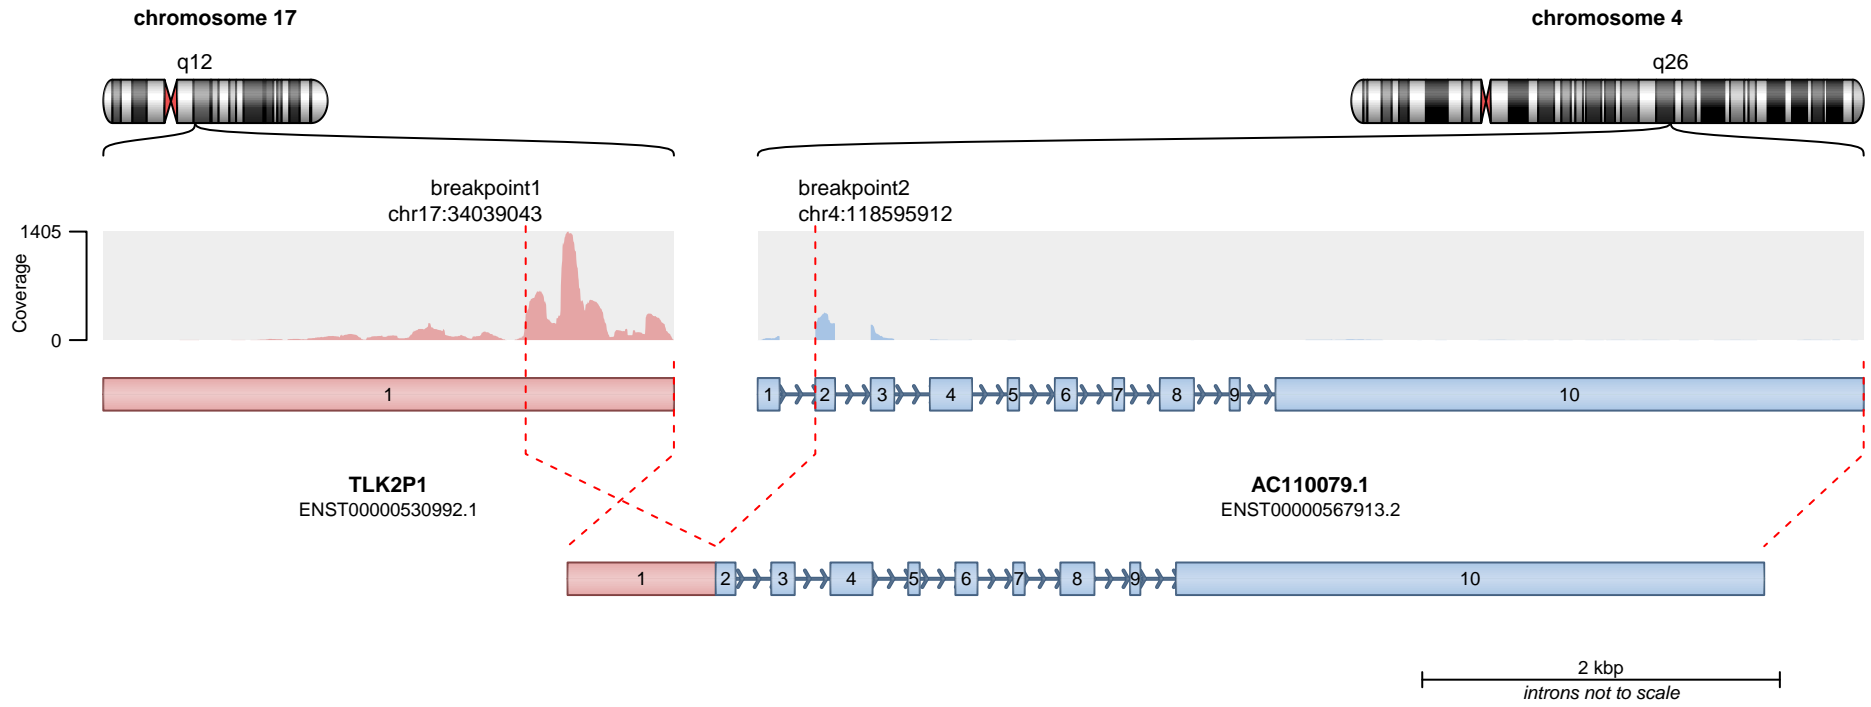 chromosome 17
chromosome 4
q12
q26
breakpoint1
chr17:34039043
breakpoint2
chr4:118595912
1405
0
Coverage
1
1 2 3 4 5 6 7 8 9 10
TLK2P1
ENST00000530992.1
AC110079.1
ENST00000567913.2
1 2 3 4 5 6 7 8 9 10
2 kbp
introns not to scale